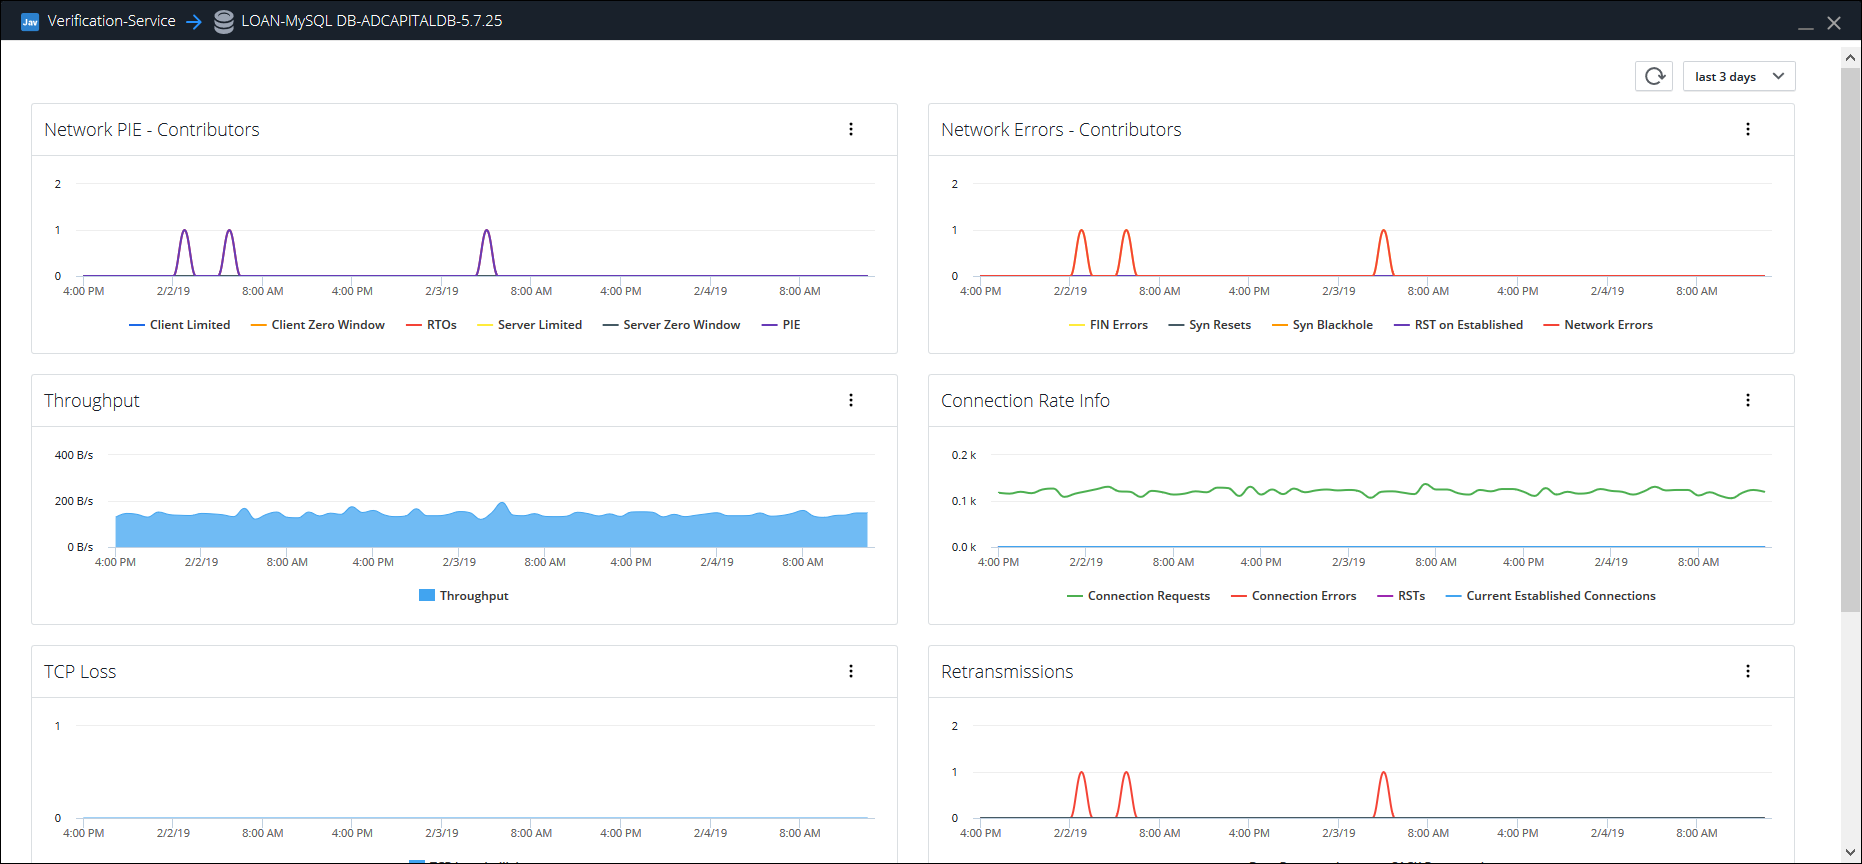 Jav Verification-Service LOAN-MySQL DB-ADCAPITALDB-5.7.25
last 3 days
Network PIE - Contributors
2
1
0
4:00 PM 2/2/19 8:00 AM 4:00 PM 2/3/19 8:00 AM 4:00 PM 2/4/19 8:00 AM
Client Limited Client Zero Window RTOs Server Limited Server Zero Window PIE
Network Errors - Contributors
2
1
0
4:00 PM 2/2/19 8:00 AM 4:00 PM 2/3/19 8:00 AM 4:00 PM 2/4/19 8:00 AM
FIN Errors Syn Resets Syn Blackhole RST on Established Network Errors
Throughput
400 B/s
200 B/s
0 B/s
4:00 PM 2/2/19 8:00 AM 4:00 PM 2/3/19 8:00 AM 4:00 PM 2/4/19 8:00 AM
Throughput
Connection Rate Info
0.2 k
0.1 k
0.0 k
4:00 PM 2/2/19 8:00 AM 4:00 PM 2/3/19 8:00 AM 4:00 PM 2/4/19 8:00 AM
Connection Requests Connection Errors RSTs Current Established Connections
TCP Loss
1
0
4:00 PM 2/2/19 8:00 AM 4:00 PM 2/3/19 8:00 AM 4:00 PM 2/4/19 8:00 AM
Retransmissions
2
1
0
4:00 PM 2/2/19 8:00 AM 4:00 PM 2/3/19 8:00 AM 4:00 PM 2/4/19 8:00 AM